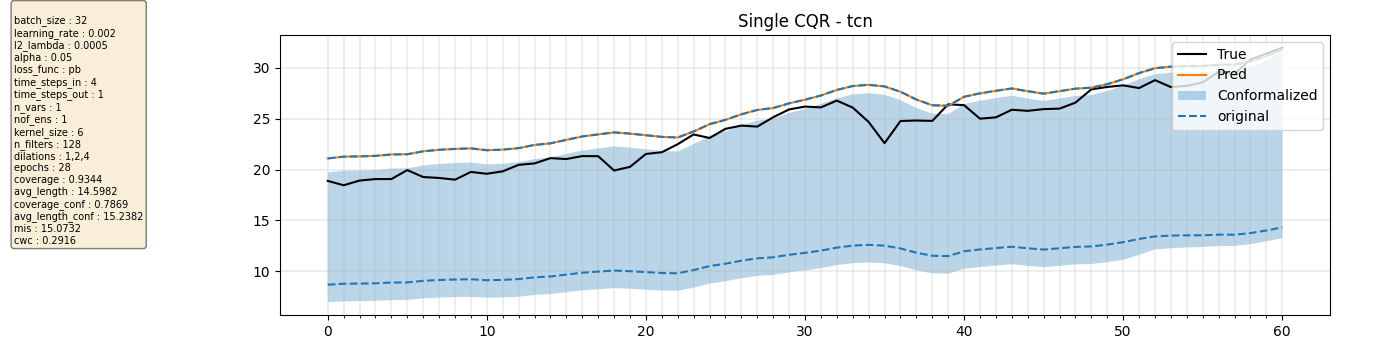 batch_size : 32
learning_rate : 0.002
l2_lambda : 0.0005
alpha : 0.05
loss_func : pb
time_steps_in : 4
time_steps_out : 1
n_vars : 1
nof_ens : 1
kernel_size : 6
n_filters : 128
dilations : 1,2,4
epochs : 28
coverage : 0.9344
avg_length : 14.5982
coverage_conf : 0.7869
avg_length_conf : 15.2382
mis : 15.0732
cwc : 0.2916
Single CQR - tcn
30
25
20
15
10
0 10 20 30 40 50 60
True
Pred
Conformalized
original